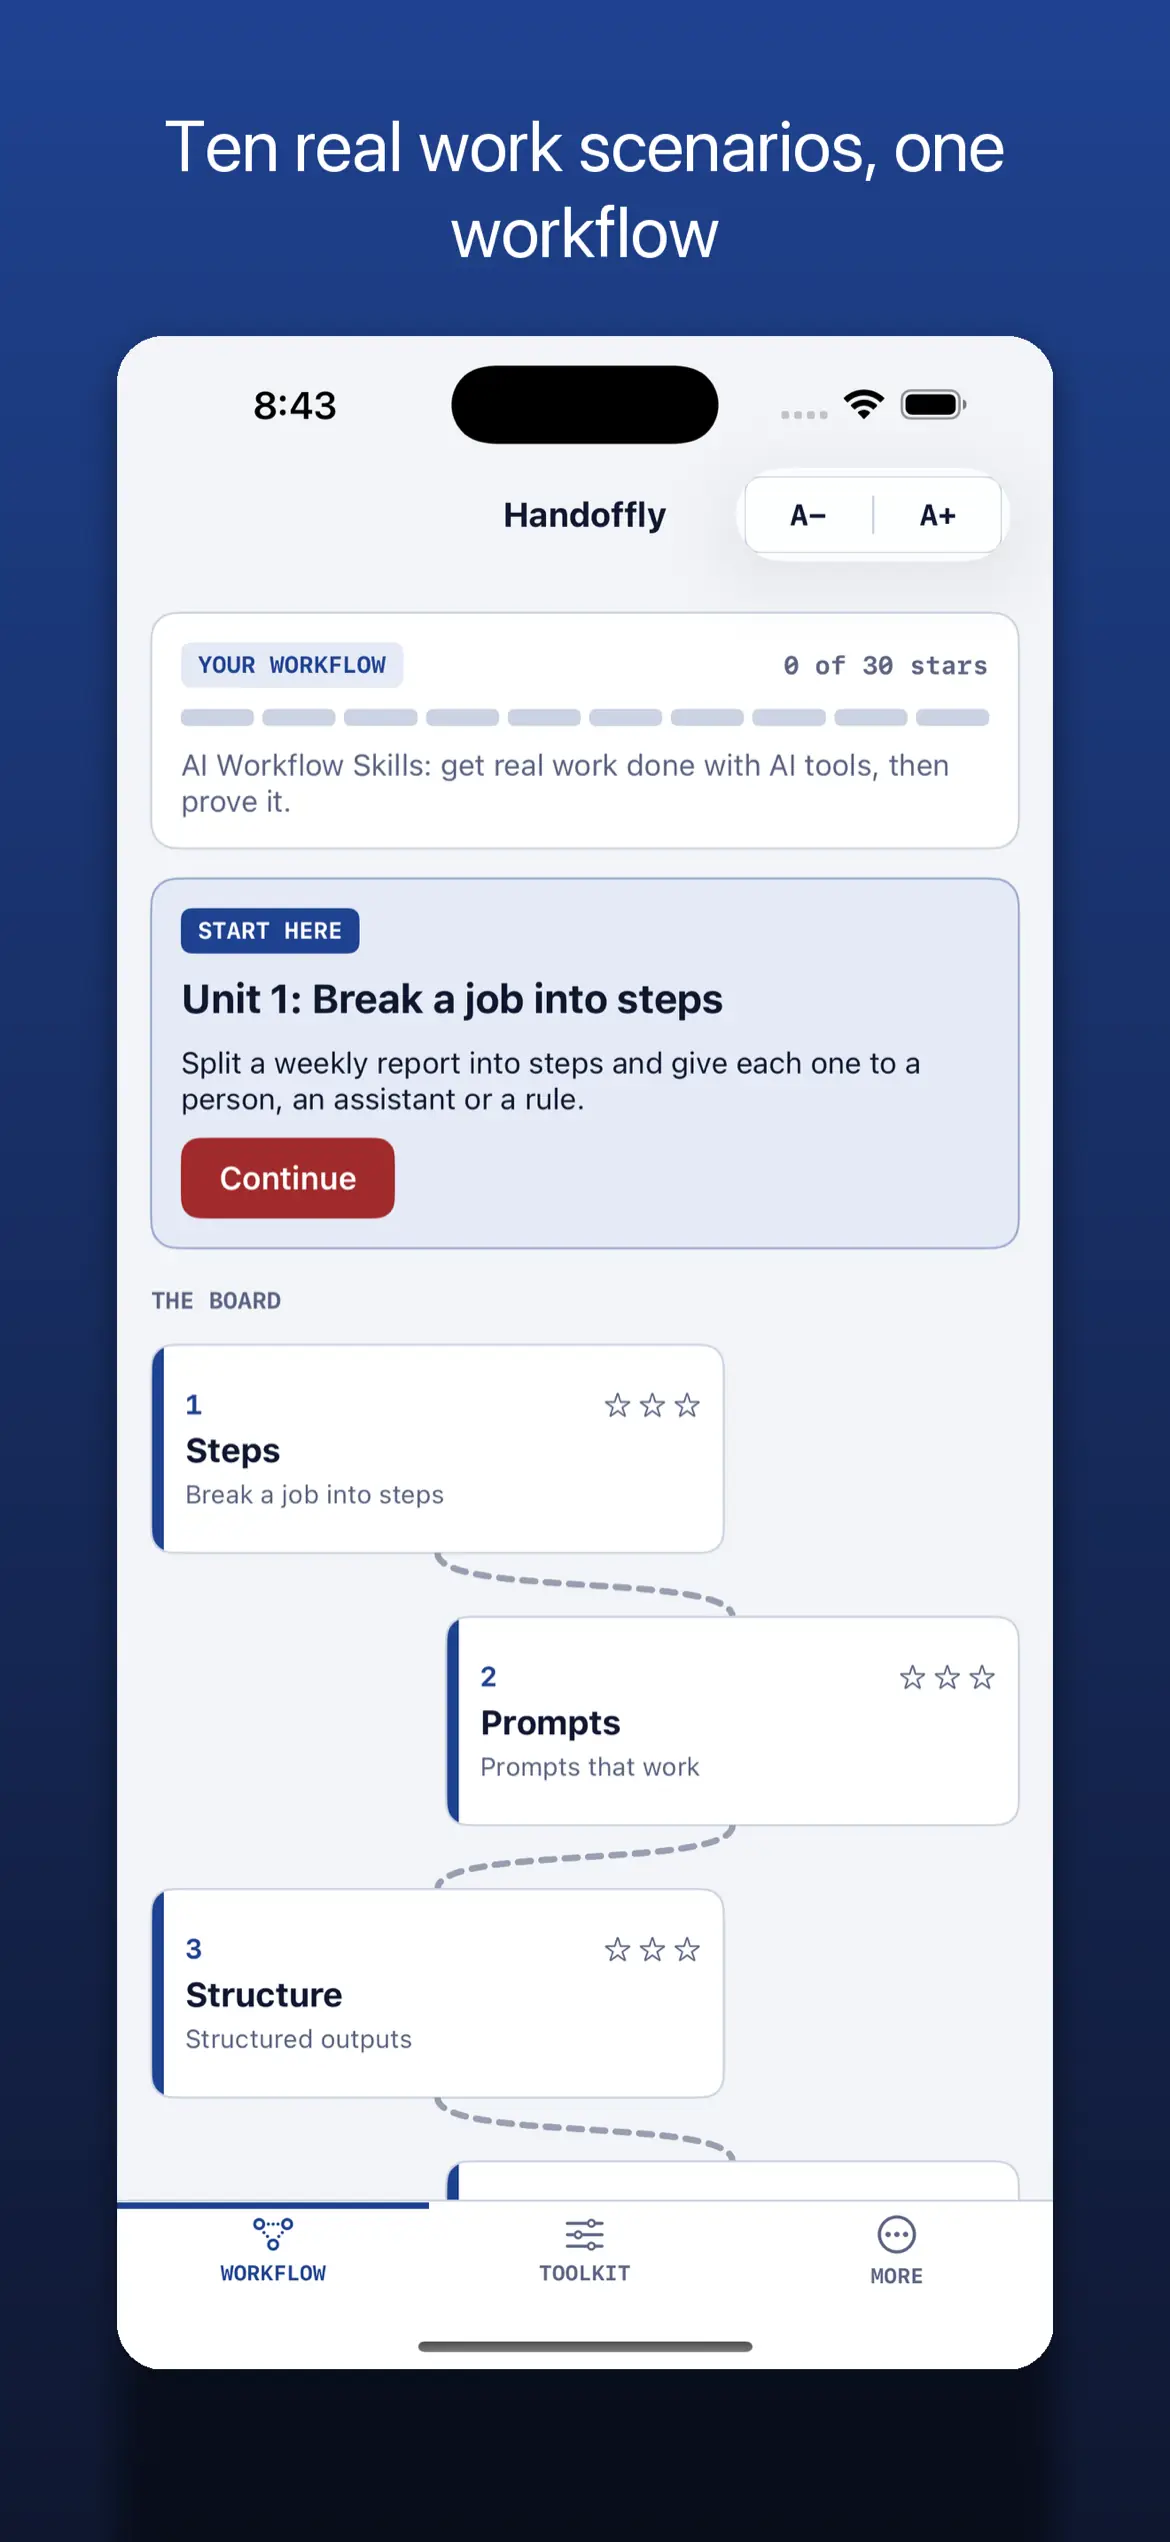 Ten real work scenarios, one
workflow
8:43
Handoffly
A− A+
YOUR WORKFLOW
0 of 30 stars
AI Workflow Skills: get real work done with AI tools, then
prove it.
START HERE
Unit 1: Break a job into steps
Split a weekly report into steps and give each one to a
person, an assistant or a rule.
Continue
THE BOARD
1
Steps
Break a job into steps
2
Prompts
Prompts that work
3
Structure
Structured outputs
WORKFLOW
TOOLKIT
MORE